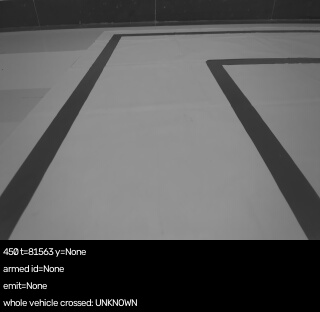 450 t=81563 y=None
armed id=None
emit=None
whole vehicle crossed: UNKNOWN